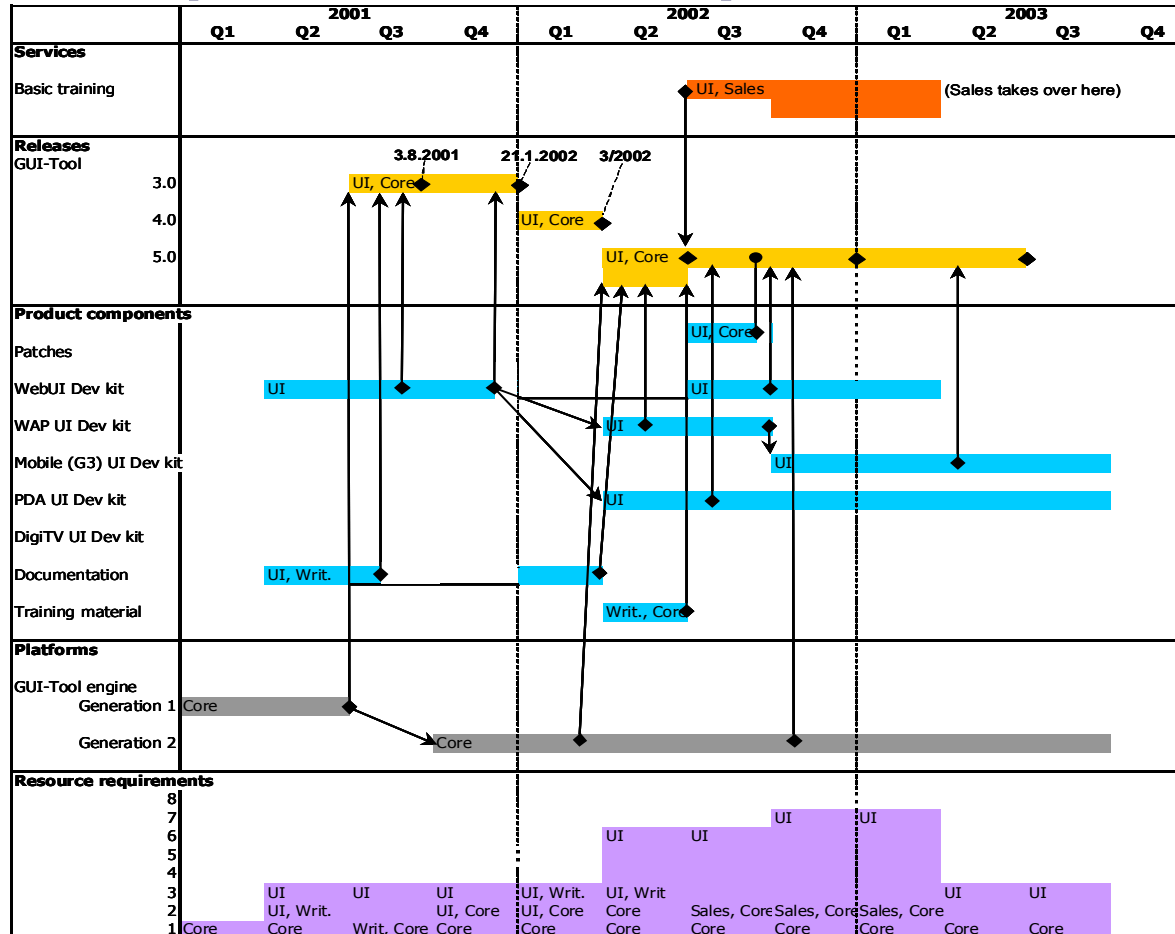 2001 2002 2003
Q1 Q2 Q3 Q4 Q1 Q2 Q3 Q4 Q1 Q2 Q3 Q4
Services
Basic training UI, Sales (Sales takes over here)
Releases
GUI-Tool
3.8.2001 21.1.2002 3/2002
3.0 UI, Core
4.0 UI, Core
5.0 UI, Core
Product components
UI, Core
Patches
WebUI Dev kit UI UI
WAP UI Dev kit UI
Mobile (G3) UI Dev kit UI
PDA UI Dev kit UI
DigiTV UI Dev kit
Documentation UI, Writ.
Training material Writ., Core
Platforms
GUI-Tool engine
Generation 1 Core
Generation 2 Core
Resource requirements
8
7 UI UI
6 UI UI
5
4
3 UI UI UI UI, Writ. UI, Writ UI UI
2 UI, Writ. UI, Core UI, Core Core Sales, Core Sales, Core Sales, Core Core Core
1 Core Core Writ, Core Core Core Core Core Core Core Core Core